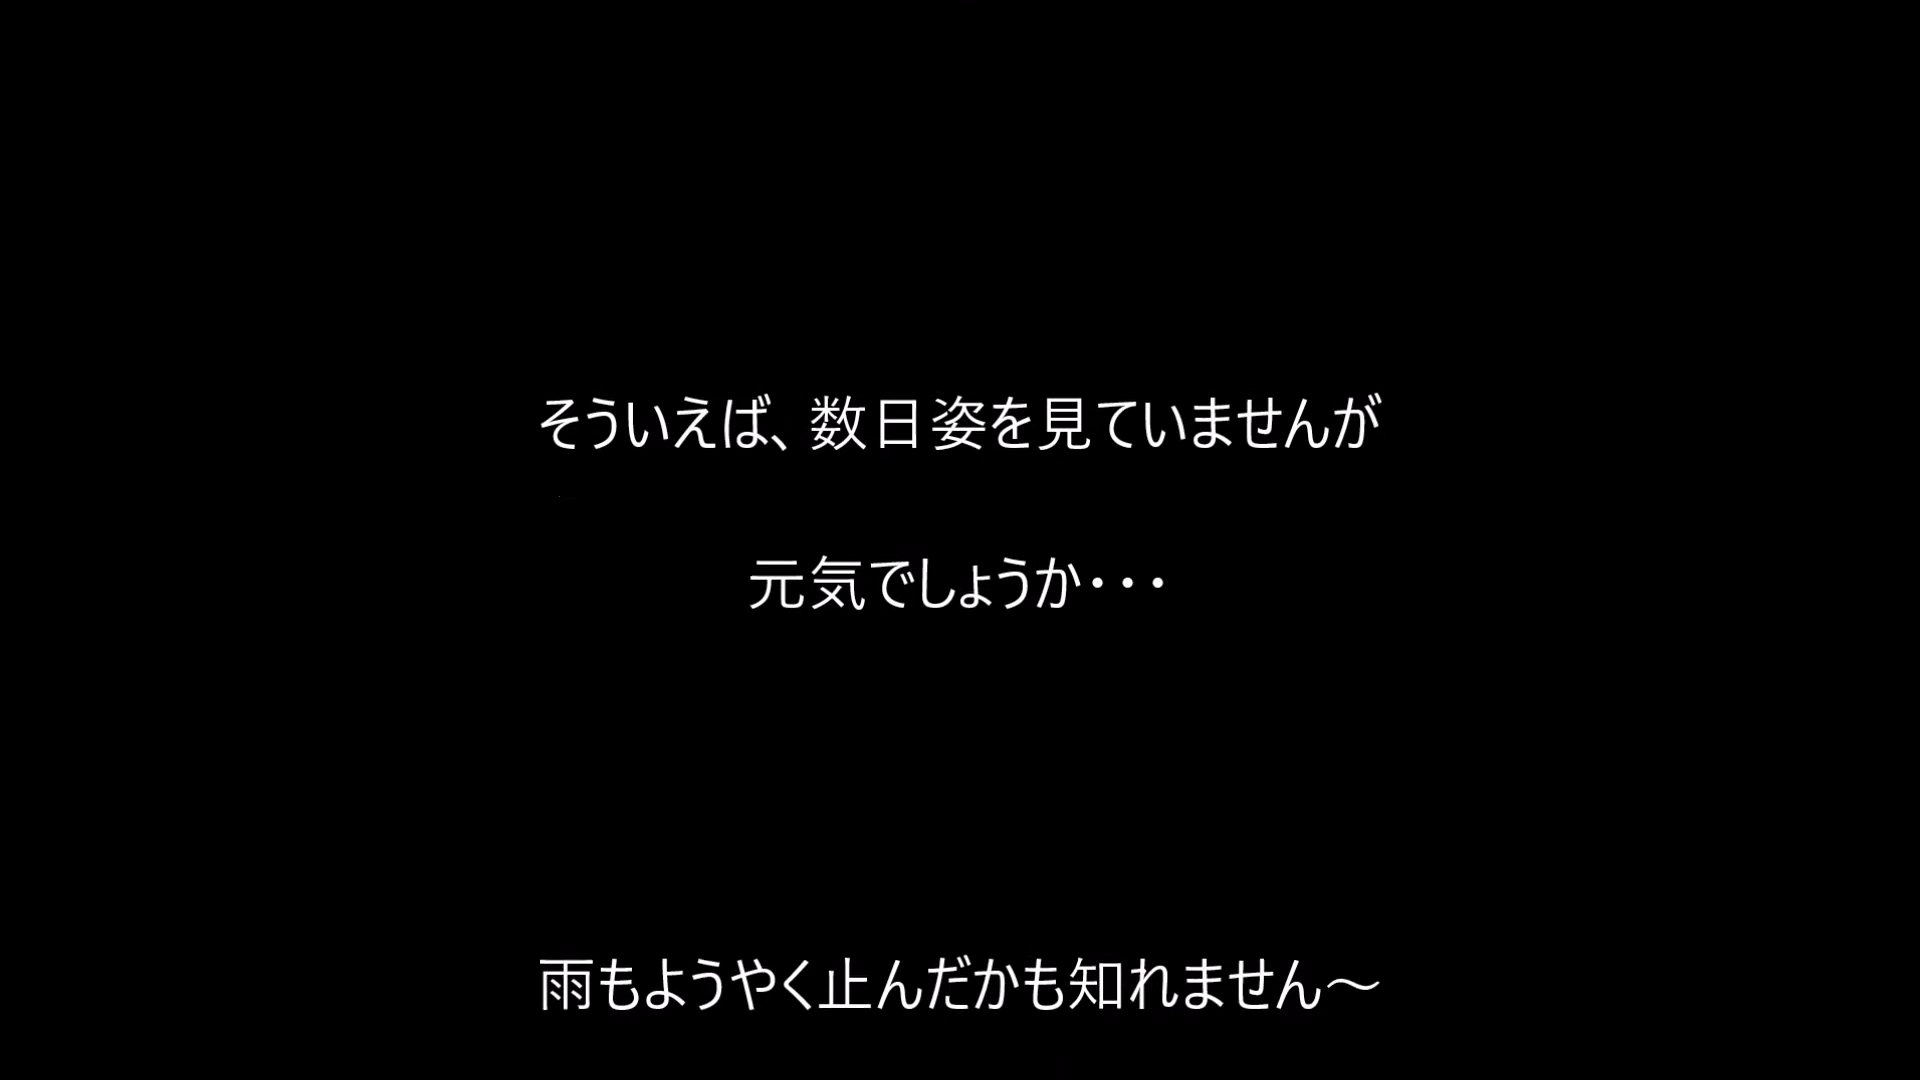 そういえば、数日姿を見ていませんが
元気でしょうか・・・
雨もようやく止んだかも知れません～